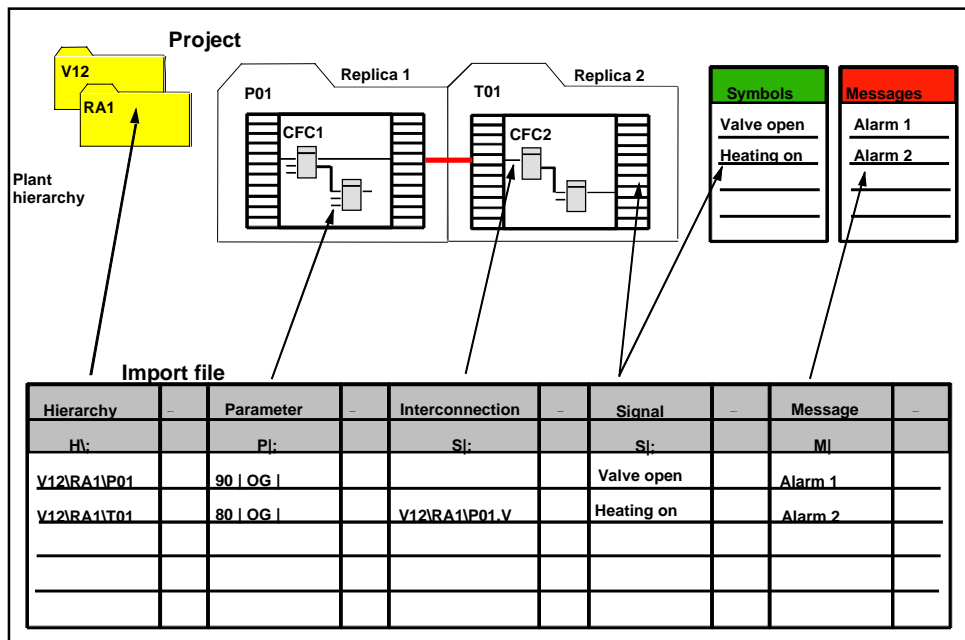 Project
V12
RA1
Plant
hierarchy
Replica 1
P01
CFC1
Replica 2
T01
CFC2
Symbols
Valve open
Heating on
Messages
Alarm 1
Alarm 2
Import file
Hierarchy ... Parameter ... Interconnection ... Signal ... Message ...
H\; P|; S|; S|; M|
V12\RA1\P01 90 | OG | Valve open Alarm 1
V12\RA1\T01 80 | OG | V12\RA1\P01.V Heating on Alarm 2